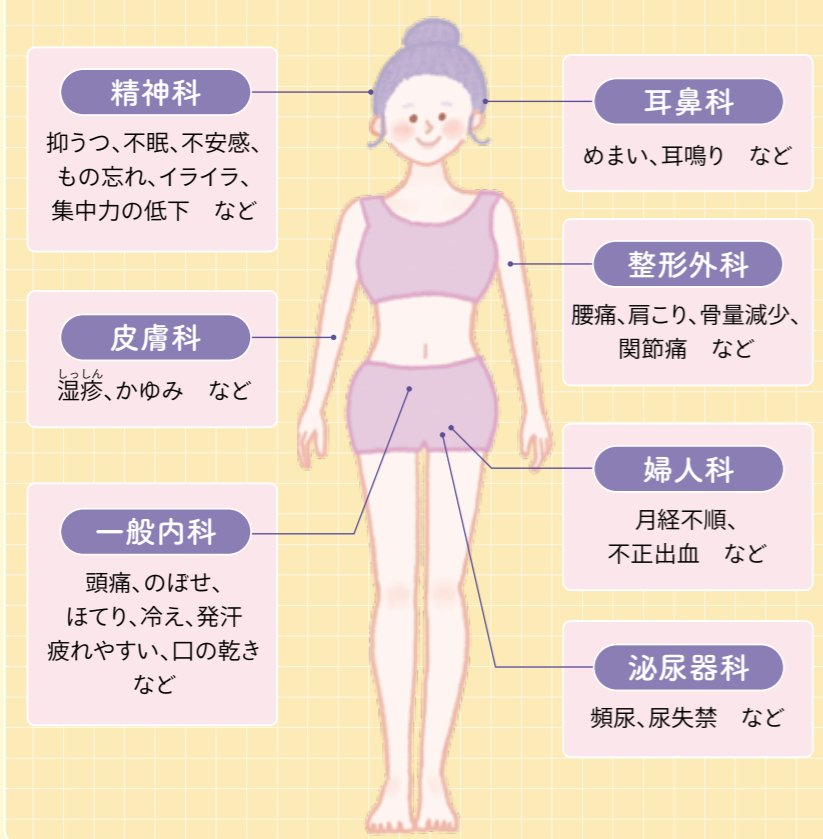 精神科
抑うつ、不眠、不安感、
もの忘れ、イライラ、
集中力の低下　など
皮膚科
しっしん
湿疹、かゆみ　など
一般内科
頭痛、のぼせ、
ほてり、冷え、発汗
疲れやすい、口の乾き
など
耳鼻科
めまい、耳鳴り　など
整形外科
腰痛、肩こり、骨量減少、
関節痛　など
婦人科
月経不順、
不正出血　など
泌尿器科
頻尿、尿失禁　など